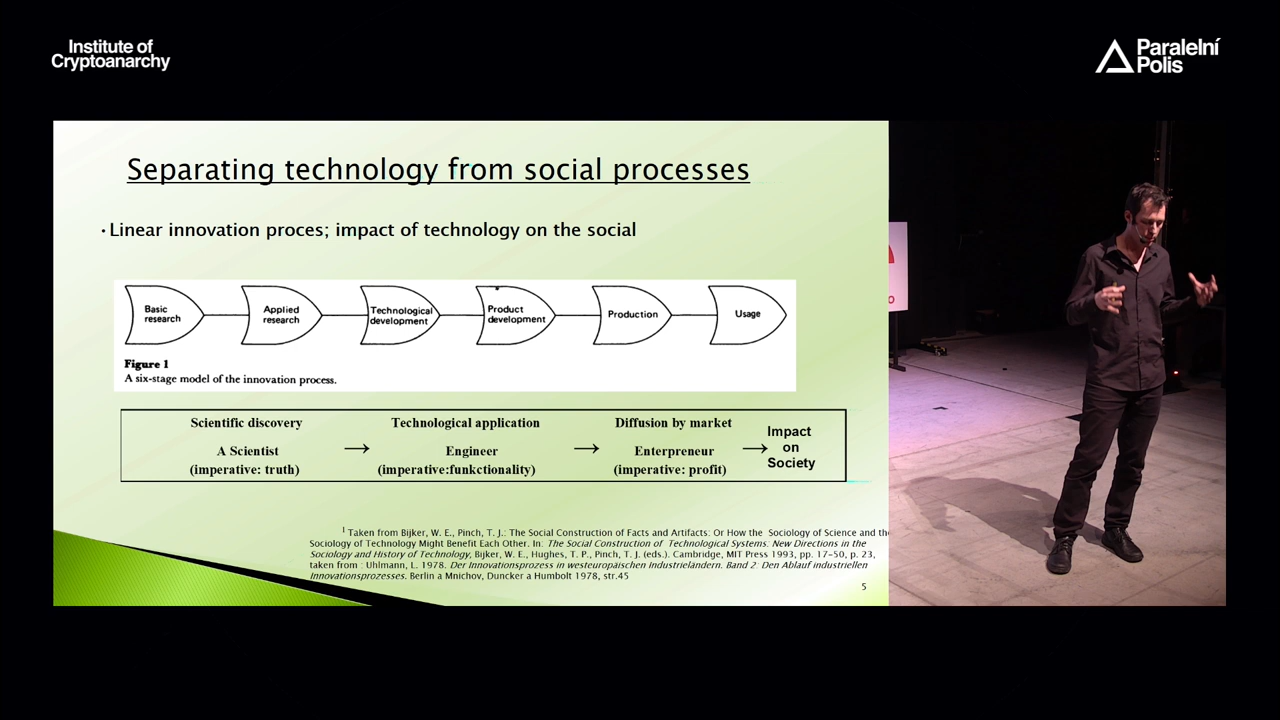 Institute of
Cryptoanarchy
Paralelní
Polis
Separating technology from social processes
• Linear innovation proces; impact of technology on the social
Basic
research
Applied
research
Technological
development
Product
development
Production
Usage
Figure 1
A six-stage model of the innovation process.
Scientific discovery
A Scientist
(imperative: truth)
→
Technological application
Engineer
(imperative:funkctionality)
→
Diffusion by market
Enterpreneur
(imperative: profit)
→
Impact
on
Society
1 Taken from Bijker, W. E., Pinch, T. J.: The Social Construction of Facts and Artifacts: Or How the Sociology of Science and the
Sociology of Technology Might Benefit Each Other. In: The Social Construction of Technological Systems. New Directions in the
Sociology and History of Technology, Bijker, W. E., Hughes, T. P., Pinch, T. J. (eds.). Cambridge, MIT Press 1993, pp. 17-50, p. 23,
taken from : Uhlmann, L. 1978. Der Innovationsprozess in westeuropäischen Industrieländern. Band 2: Den Ablauf industriellen
Innovationsprozesses. Berlin a Mnichov, Duncker a Humbolt 1978, str.45
5